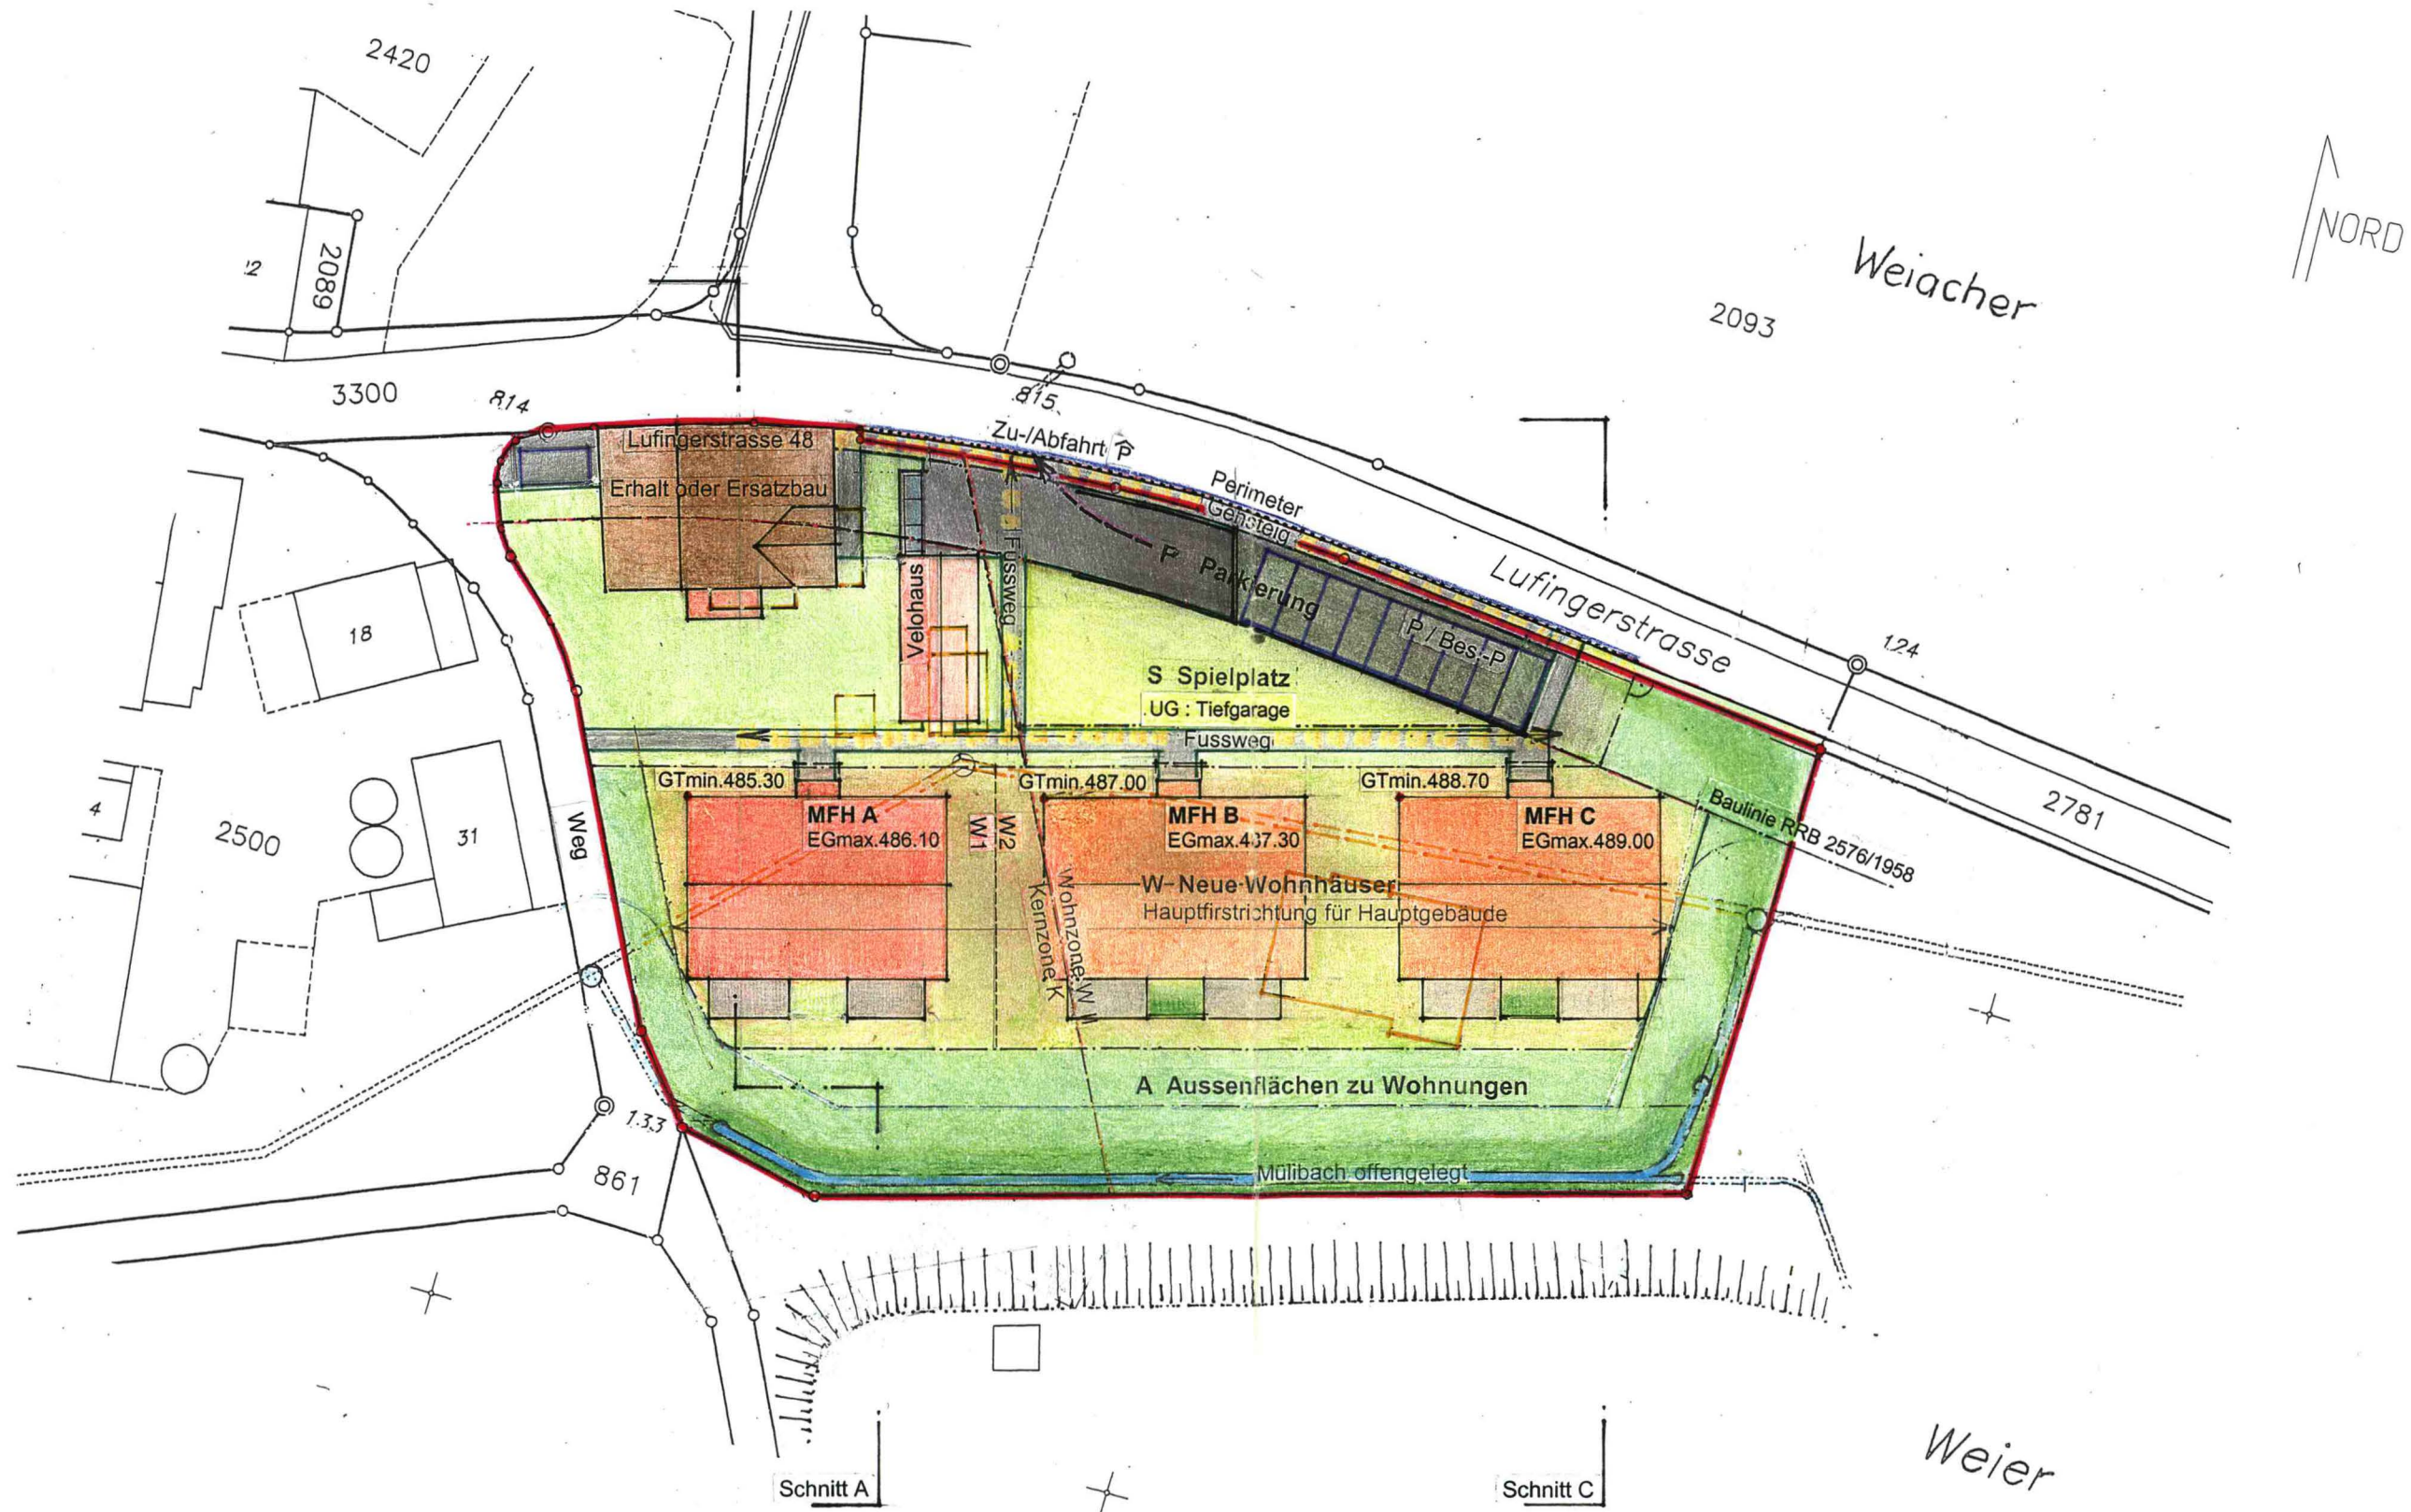 2420
NORD
Weiacher
2089
2093
3300
814
815
Zu-/Abfahrt P
Lufingerstrasse 48
Erhalt oder Ersatzbau
Perimeter
Gehsteig
Fussweg
P Parkierung
P / Bes.-P
Lufingerstrasse
124
Velohaus
18
S Spielplatz
UG : Tiefgarage
Fussweg
GTmin.485.30
GTmin.487.00
GTmin.488.70
MFH A
EGmax.486.10
MFH B
EGmax.487.30
MFH C
EGmax.489.00
Baulinie RRB 2576/1958
2781
4
2500
31
Weg
W1
W2
W Neue Wohnhäuser
Hauptfirstrichtung für Hauptgebäude
Wohnzone W
Kernzone K
A Aussenflächen zu Wohnungen
133
861
Mülibach offengelegt
Weier
Schnitt A
Schnitt C